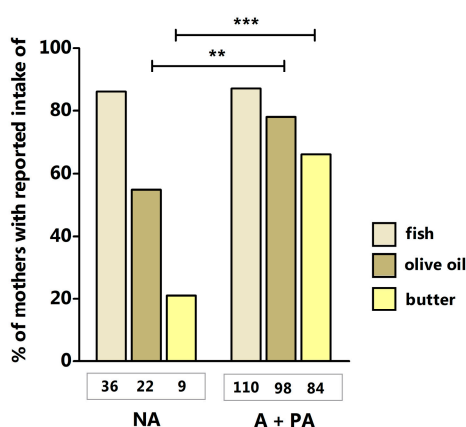 % of mothers with reported intake of
***
**
100
80
60
40
20
0
fish
olive oil
butter
36 22 9 110 98 84
NA A + PA